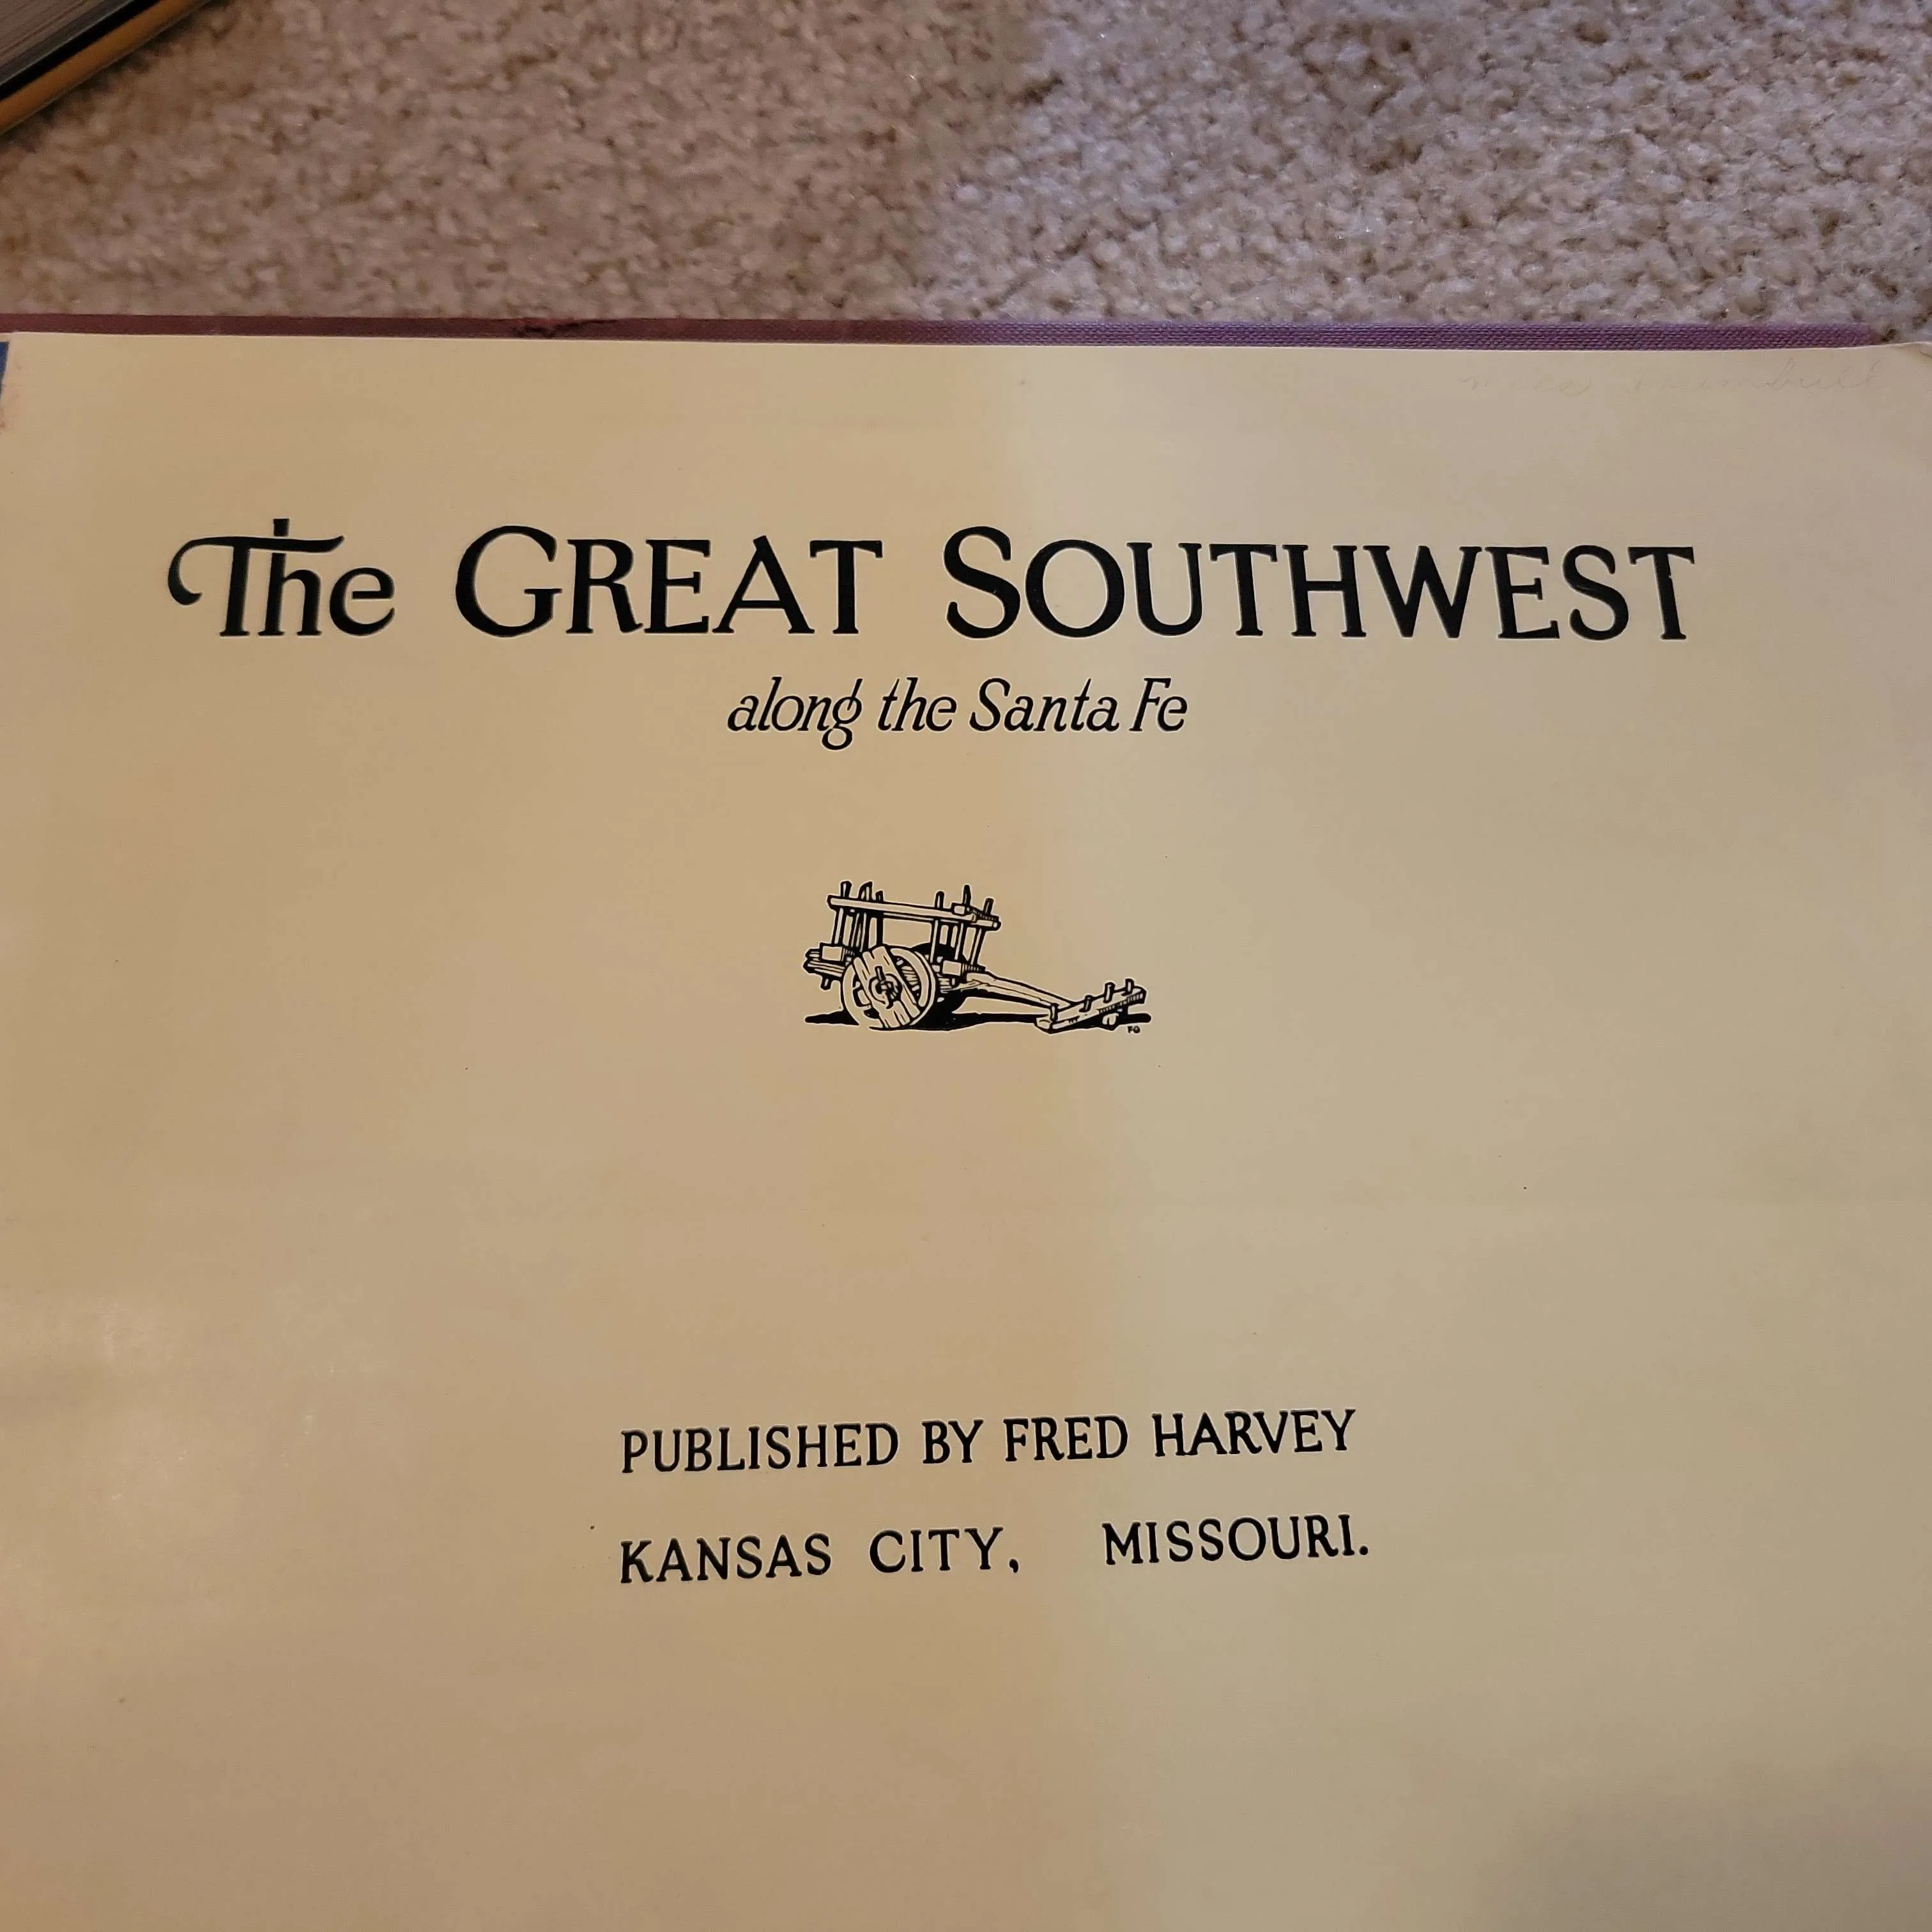 The GREAT SOUTHWEST
along the Santa Fe
PUBLISHED BY FRED HARVEY
KANSAS CITY, MISSOURI.